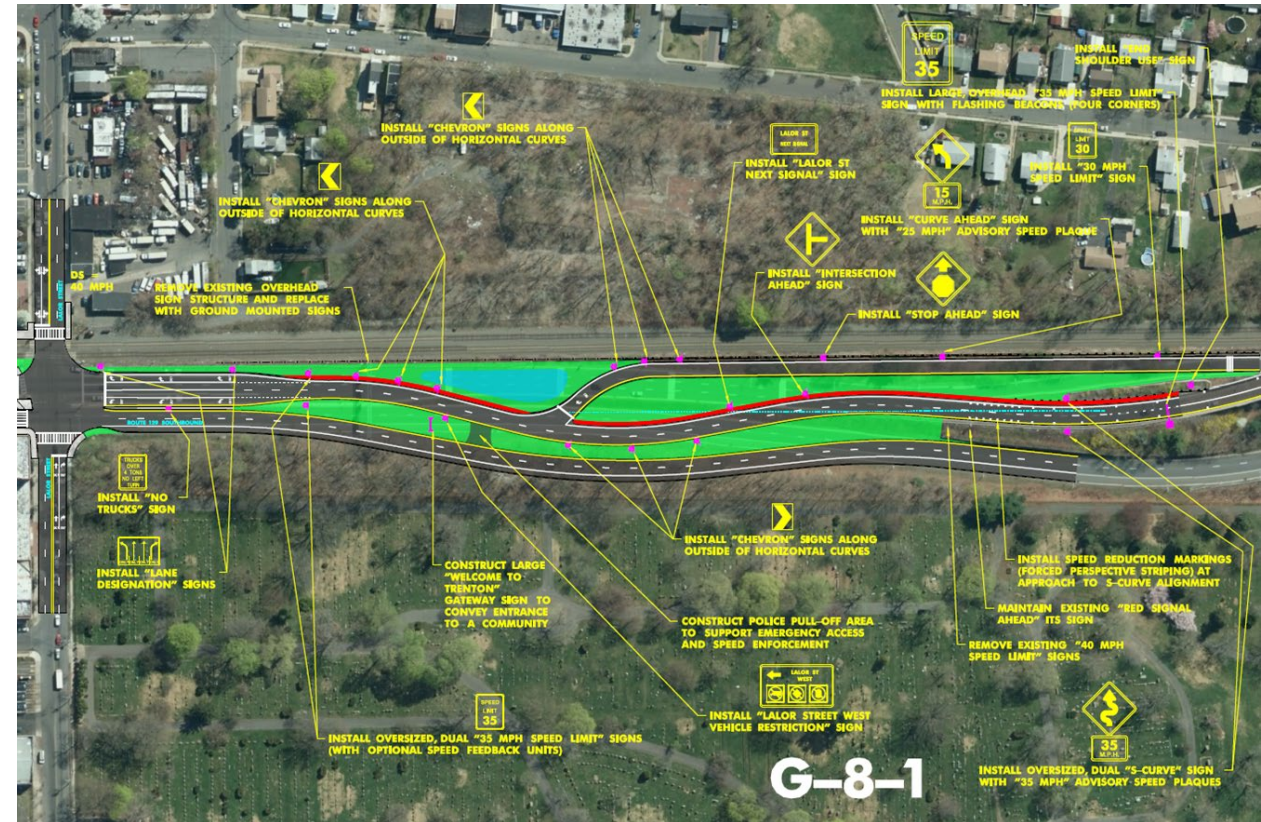 SPEED
LIMIT
35
INSTALL "END
SHOULDER USE" SIGN
INSTALL LARGE, OVERHEAD "35 MPH SPEED LIMIT"
SIGN WITH FLASHING BEACONS (FOUR CORNERS)
INSTALL "CHEVRON" SIGNS ALONG
OUTSIDE OF HORIZONTAL CURVES
LALOR ST
NEXT SIGNAL
INSTALL "LALOR ST
NEXT SIGNAL" SIGN
SPEED
LIMIT
30
INSTALL "30 MPH
SPEED LIMIT" SIGN
15
M.P.H.
INSTALL "CURVE AHEAD" SIGN
WITH "25 MPH" ADVISORY SPEED PLAQUE
INSTALL "CHEVRON" SIGNS ALONG
OUTSIDE OF HORIZONTAL CURVES
INSTALL "INTERSECTION
AHEAD" SIGN
DS =
40 MPH
LALOR STREET
REMOVE EXISTING OVERHEAD
SIGN STRUCTURE AND REPLACE
WITH GROUND MOUNTED SIGNS
INSTALL "STOP AHEAD" SIGN
ROUTE 129 SOUTHBOUND
LALOR STREET
TRUCKS
OVER
4 TONS
NO LEFT
TURN
INSTALL "NO
TRUCKS" SIGN
INSTALL "LANE
DESIGNATION" SIGNS
CONSTRUCT LARGE
"WELCOME TO
TRENTON"
GATEWAY SIGN TO
CONVEY ENTRANCE
TO A COMMUNITY
INSTALL "CHEVRON" SIGNS ALONG
OUTSIDE OF HORIZONTAL CURVES
INSTALL SPEED REDUCTION MARKINGS
(FORCED PERSPECTIVE STRIPING) AT
APPROACH TO S-CURVE ALIGNMENT
MAINTAIN EXISTING "RED SIGNAL
AHEAD" ITS SIGN
CONSTRUCT POLICE PULL-OFF AREA
TO SUPPORT EMERGENCY ACCESS
AND SPEED ENFORCEMENT
REMOVE EXISTING "40 MPH
SPEED LIMIT" SIGNS
LALOR ST
WEST
INSTALL "LALOR STREET WEST
VEHICLE RESTRICTION" SIGN
SPEED
LIMIT
35
INSTALL OVERSIZED, DUAL "35 MPH SPEED LIMIT" SIGNS
(WITH OPTIONAL SPEED FEEDBACK UNITS)
35
M.P.H.
INSTALL OVERSIZED, DUAL "S-CURVE" SIGN
WITH "35 MPH" ADVISORY SPEED PLAQUES
G-8-1